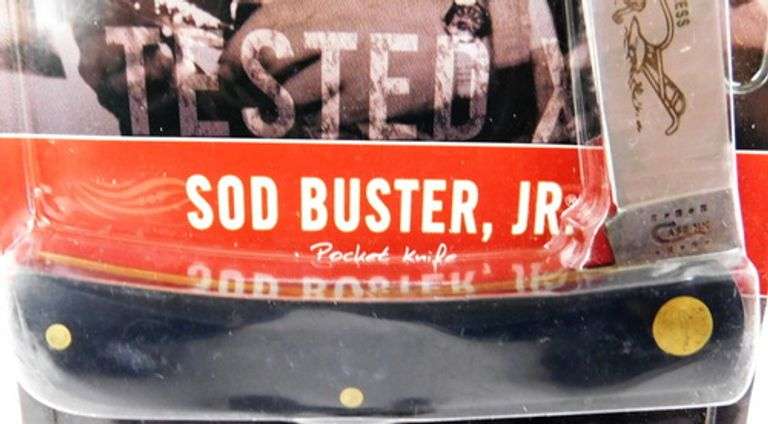 TESTED X
SOD BUSTER, JR.
Pocket Knife